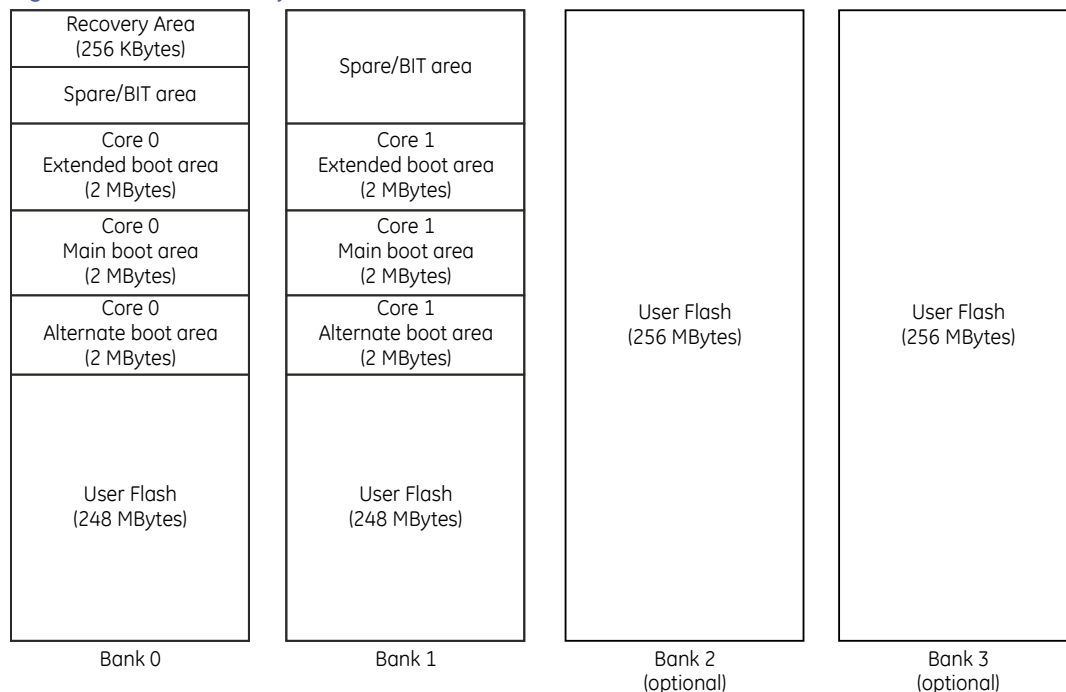 Recovery Area
(256 KBytes)
Spare/BIT area
Core 0
Extended boot area
(2 MBytes)
Core 0
Main boot area
(2 MBytes)
Core 0
Alternate boot area
(2 MBytes)
User Flash
(248 MBytes)
Bank 0
Spare/BIT area
Core 1
Extended boot area
(2 MBytes)
Core 1
Main boot area
(2 MBytes)
Core 1
Alternate boot area
(2 MBytes)
User Flash
(248 MBytes)
Bank 1
User Flash
(256 MBytes)
Bank 2
(optional)
User Flash
(256 MBytes)
Bank 3
(optional)